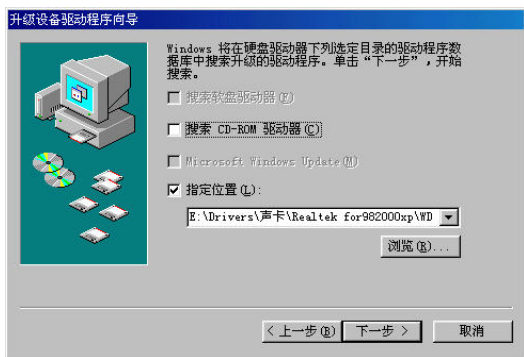 升级设备驱动程序向导
Windows 将在硬盘驱动器下列选定目录的驱动程序数
据库中搜索升级的驱动程序。单击“下一步”，开始
搜索。
搜索软盘驱动器(F)
搜索 CD-ROM 驱动器(C)
Microsoft Windows Update(M)
指定位置(L):
E:\Drivers\声卡\Realtek for982000xp\WD
浏览(R)...
< 上一步(B)
下一步 >
取消